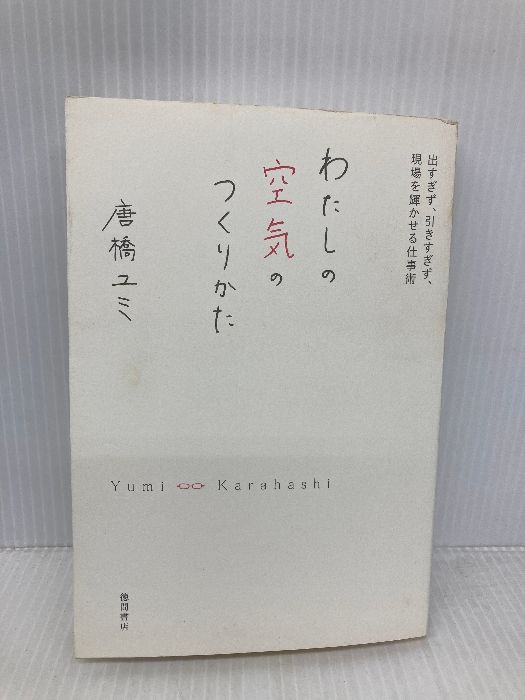 出すぎず、引きすぎず、
現場を輝かせる仕事術
わたしの
空気の
つくりかた
唐橋ユミ
Yumi Karahashi
徳間書店